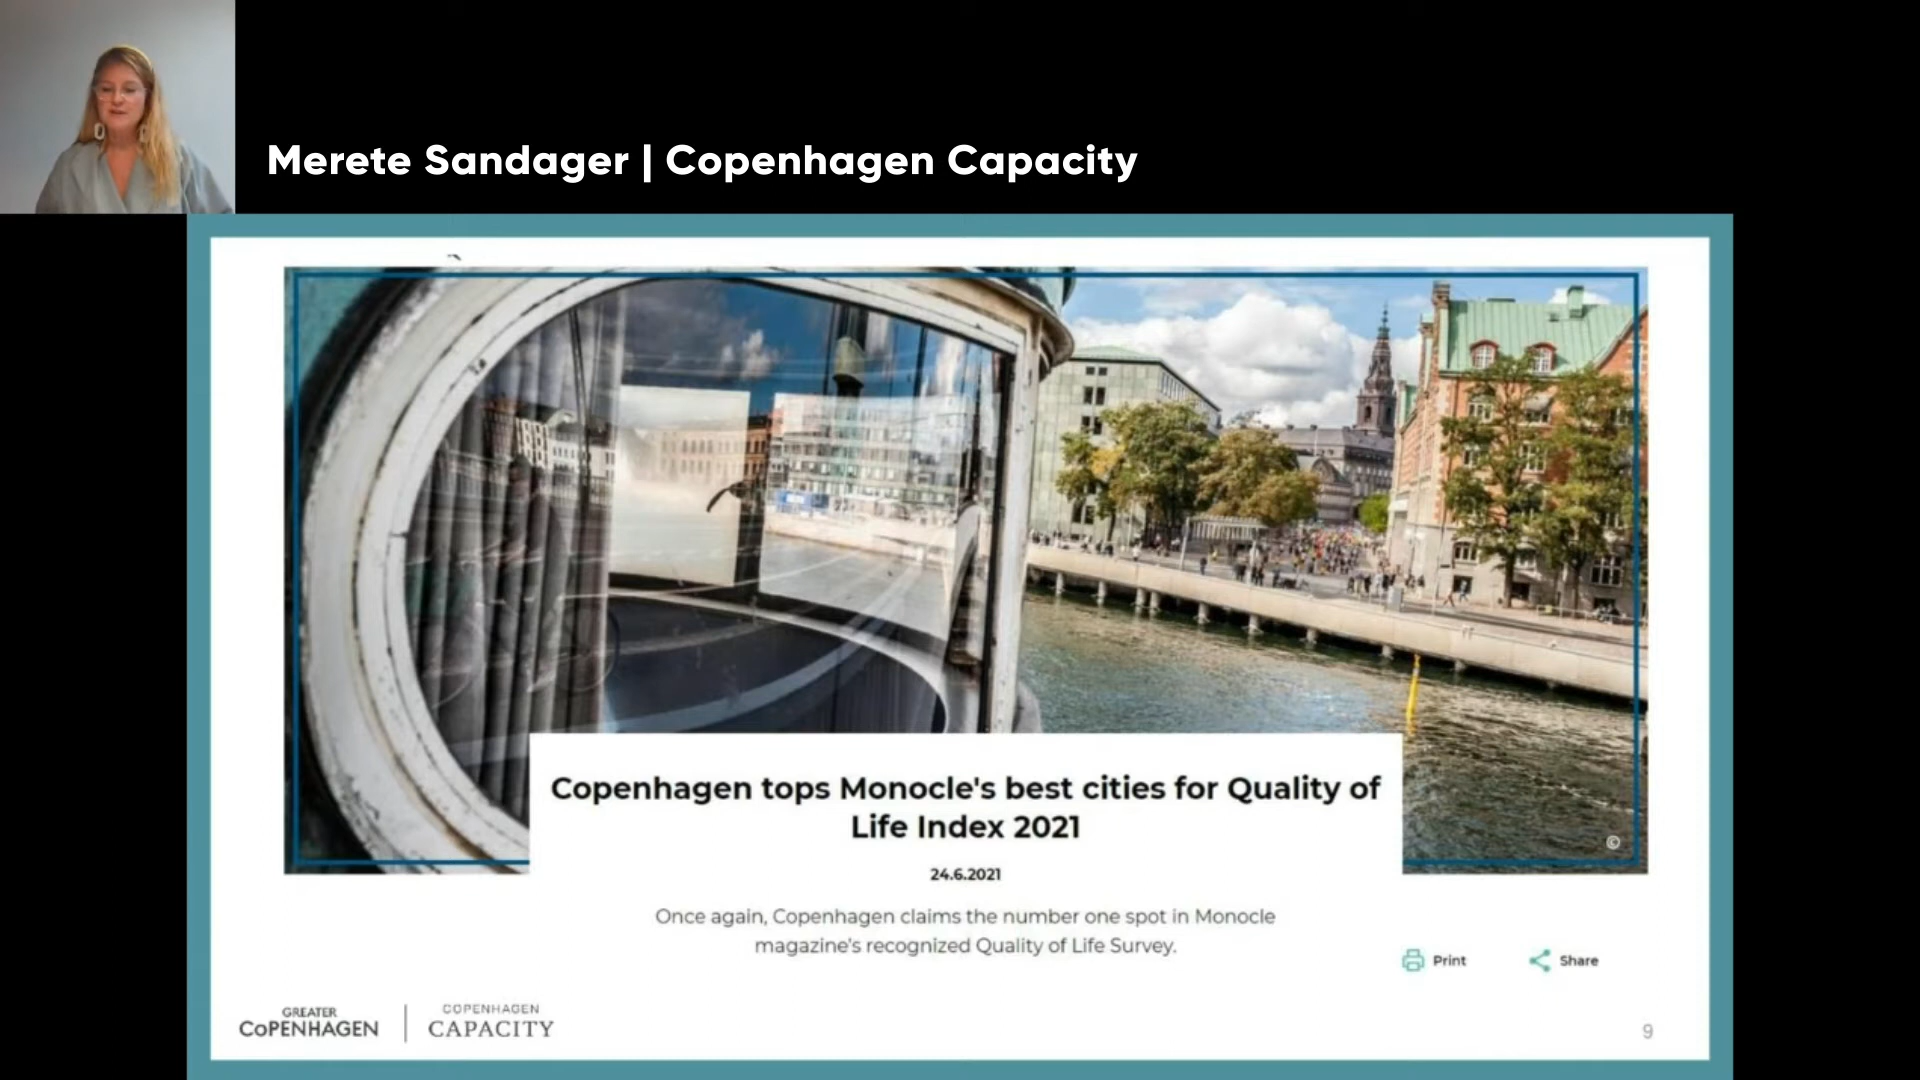 Merete Sandager | Copenhagen Capacity
Copenhagen tops Monocle's best cities for Quality of
Life Index 2021
24.6.2021
Once again, Copenhagen claims the number one spot in Monocle
magazine's recognized Quality of Life Survey.
Print
Share
©
GREATER
COPENHAGEN
COPENHAGEN
CAPACITY
9